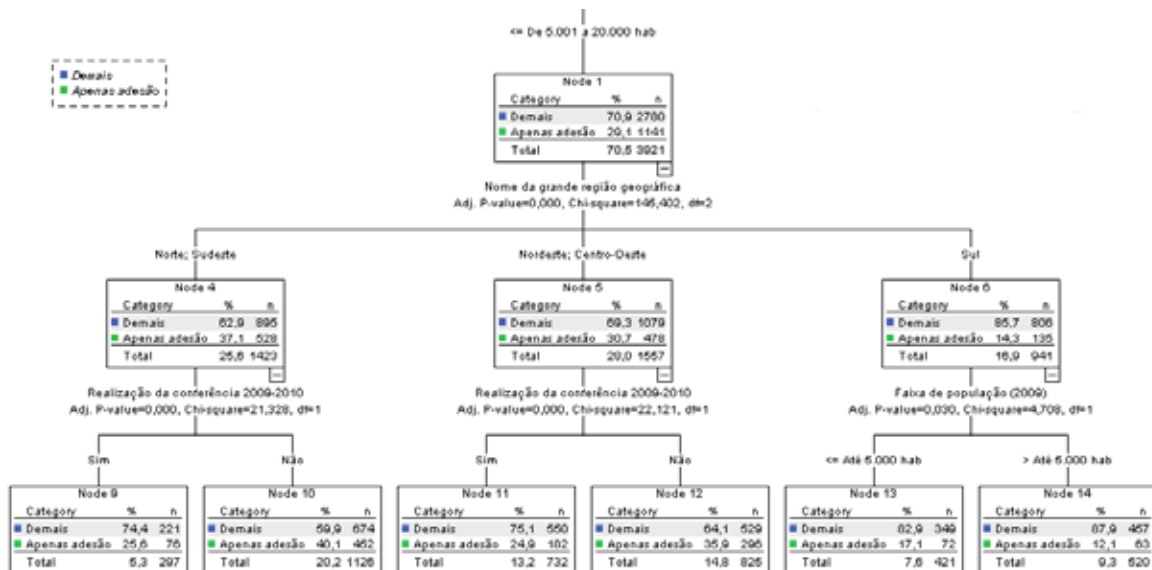 <= De 5.001 a 20.000 hab
Demais
Apenas adesão
Node 1
Category % n
Demais 70,9 2780
Apenas adesão 29,1 1141
Total 70,5 3921
Nome da grande região geográfica
Adj. P-value=0,000, Chi-square=145,402, df=2
Norte; Sudeste
Nordeste; Centro-Oeste
Sul
Node 4
Category % n
Demais 62,9 895
Apenas adesão 37,1 528
Total 25,6 1423
Node 5
Category % n
Demais 69,3 1079
Apenas adesão 30,7 478
Total 28,0 1557
Node 6
Category % n
Demais 85,7 806
Apenas adesão 14,3 135
Total 16,9 941
Realização da conferência 2009-2010
Adj. P-value=0,000, Chi-square=21,328, df=1
Realização da conferência 2009-2010
Adj. P-value=0,000, Chi-square=22,121, df=1
Faixa de população (2009)
Adj. P-value=0,030, Chi-square=4,708, df=1
Sim
Não
Sim
Não
<= Até 5.000 hab
> Até 5.000 hab
Node 9
Category % n
Demais 74,4 221
Apenas adesão 25,6 76
Total 5,3 297
Node 10
Category % n
Demais 59,9 674
Apenas adesão 40,1 452
Total 20,2 1126
Node 11
Category % n
Demais 75,1 550
Apenas adesão 24,9 182
Total 13,2 732
Node 12
Category % n
Demais 64,1 529
Apenas adesão 35,9 296
Total 14,8 825
Node 13
Category % n
Demais 82,9 349
Apenas adesão 17,1 72
Total 7,6 421
Node 14
Category % n
Demais 87,9 457
Apenas adesão 12,1 63
Total 9,3 520